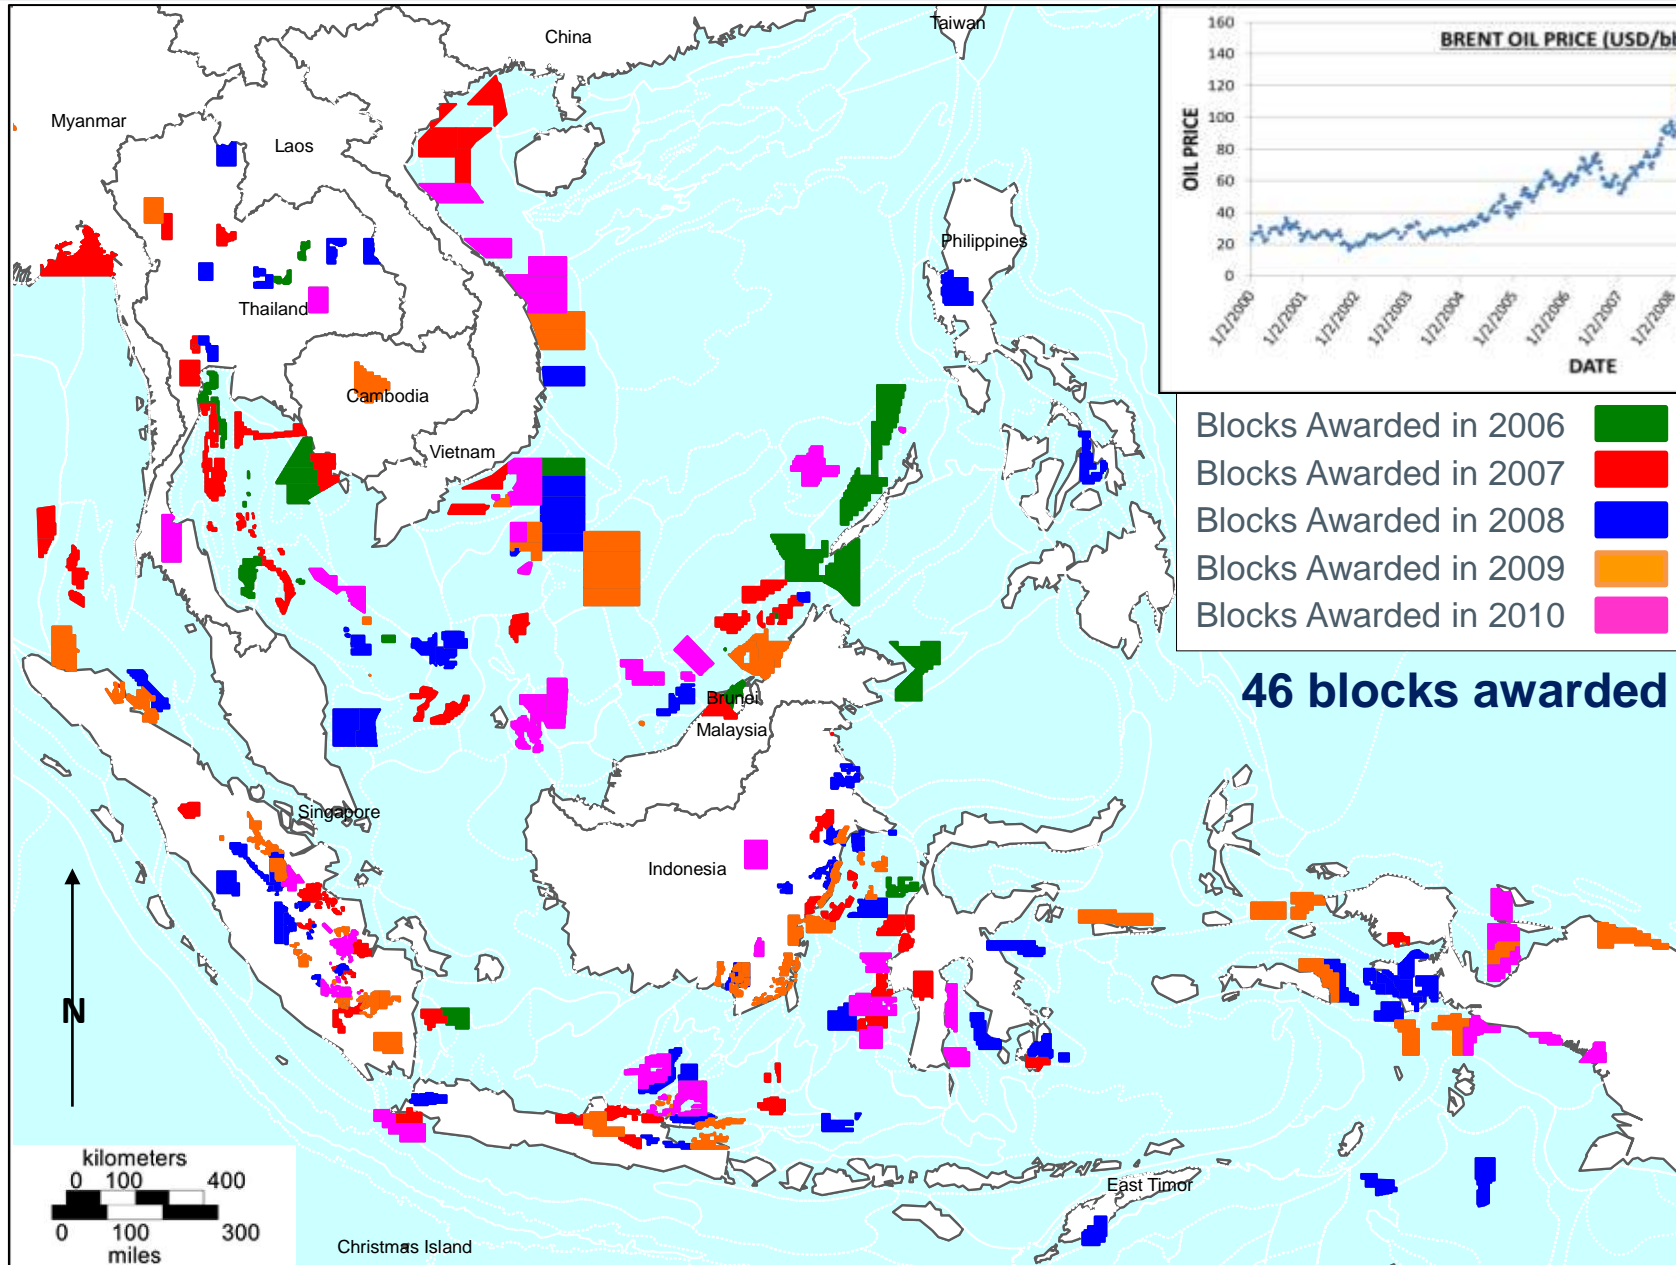 China
Taiwan
Myanmar
Laos
Philippines
Thailand
Cambodia
Vietnam
Brunei
Malaysia
Singapore
Indonesia
East Timor
Christmas Island
N
kilometers
0 100 400
0 100 300
miles
BRENT OIL PRICE (USD/bb
OIL PRICE
160
140
120
100
80
60
40
20
0
1/2/2000
1/2/2001
1/2/2002
1/2/2003
1/2/2004
1/2/2005
1/2/2006
1/2/2007
1/2/2008
DATE
Blocks Awarded in 2006
Blocks Awarded in 2007
Blocks Awarded in 2008
Blocks Awarded in 2009
Blocks Awarded in 2010
46 blocks awarded